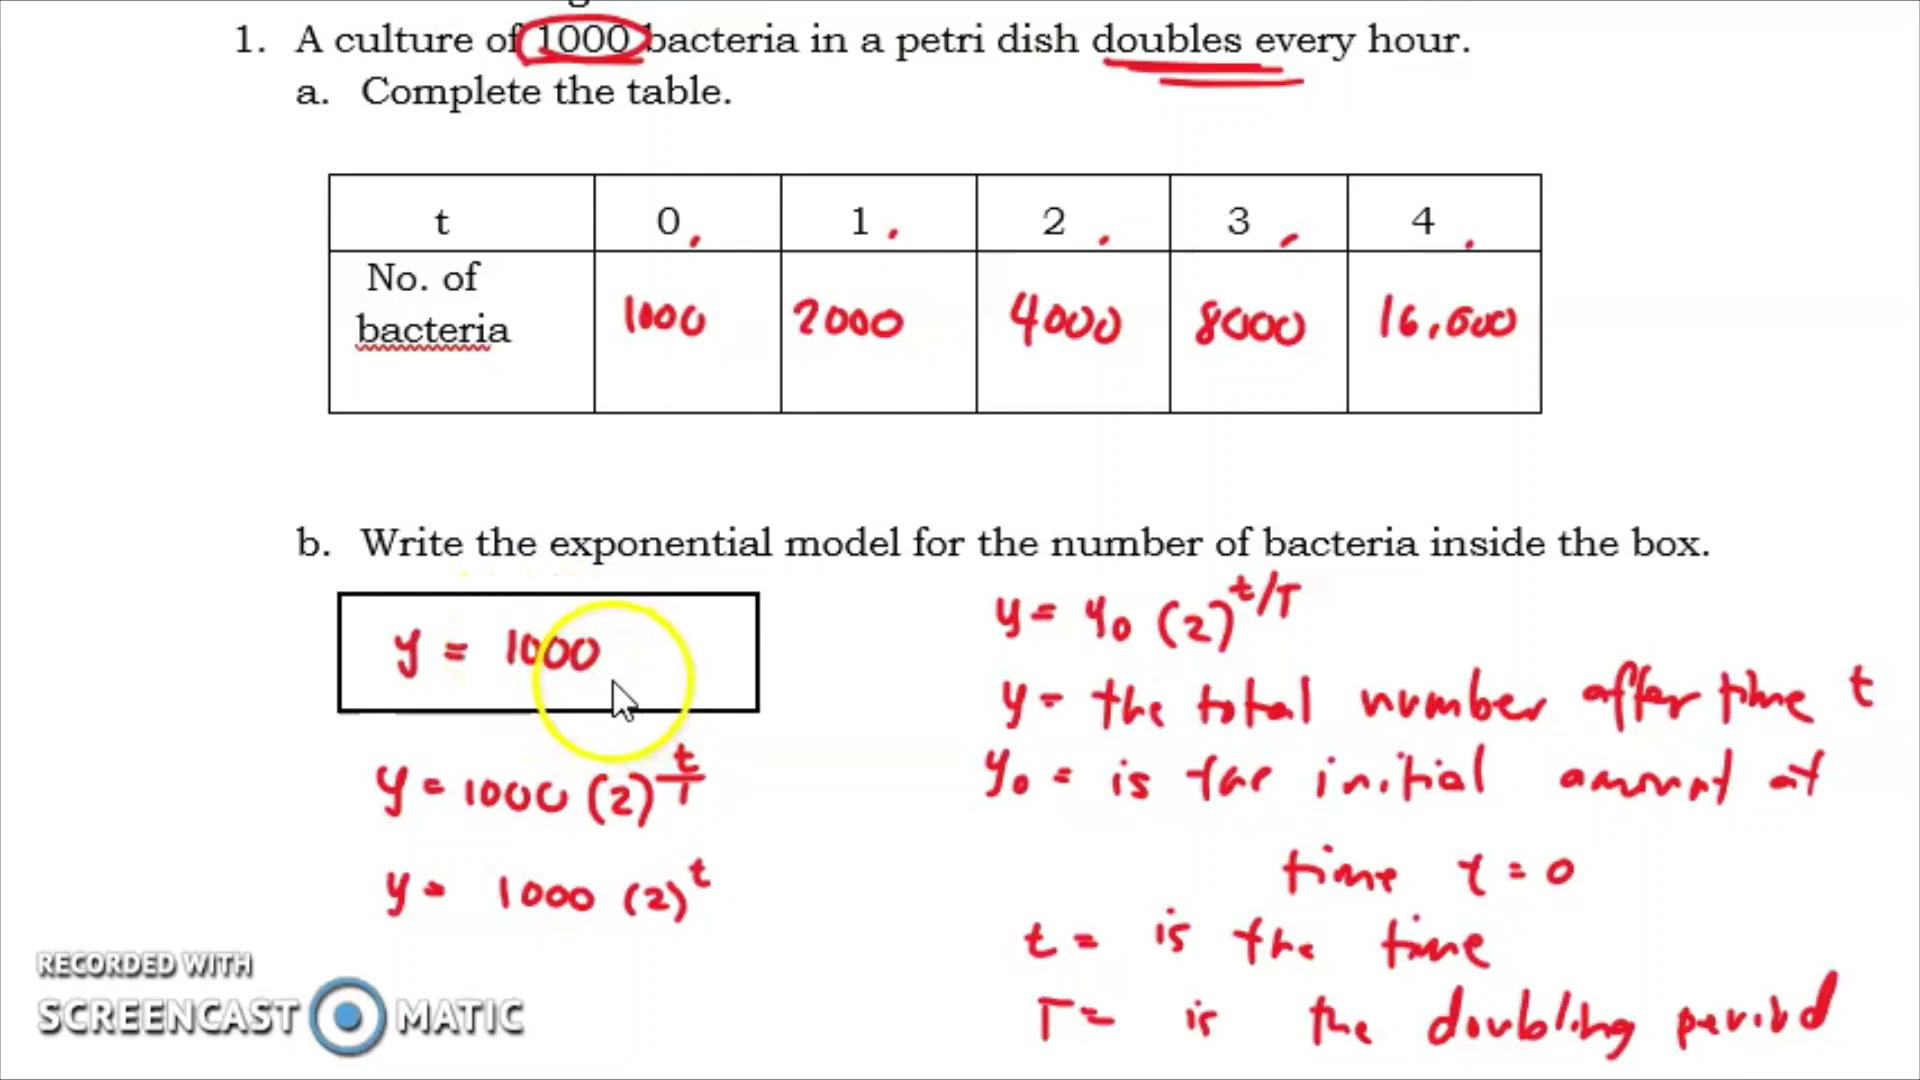 1. A culture of 1000 bacteria in a petri dish doubles every hour.
a. Complete the table.
t 0 1 2 3 4
No. of bacteria 1000 2000 4000 8000 16,000
b. Write the exponential model for the number of bacteria inside the box.
y = 1000
y = 1000 (2)^t/1
y = 1000 (2)^t
y = y₀ (2)^t/T
y = the total number after time t
y₀ = is the initial amount at
time t = 0
t = is the time
T = is the doubling period
RECORDED WITH
SCREENCAST MATIC